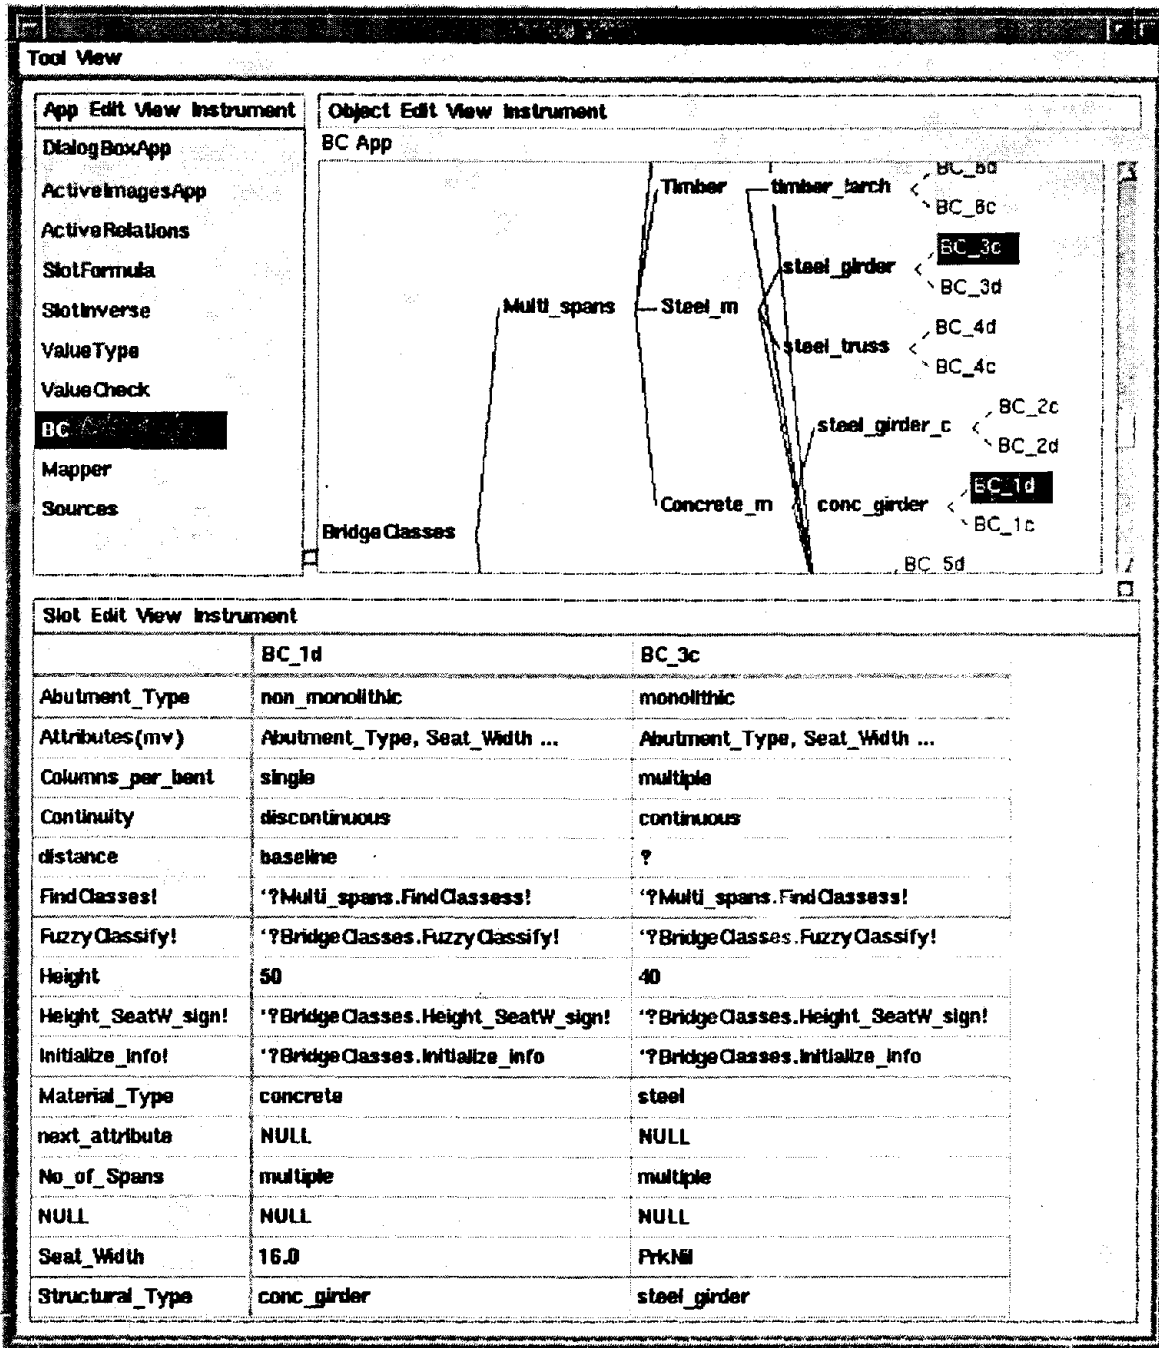 Tool View
App Edit View Instrument
DialogBoxApp
ActiveImagesApp
ActiveRelations
SlotFormula
SlotInverse
ValueType
ValueCheck
BC
Mapper
Sources
Object Edit View Instrument
BC App
Timber
timber_larch
BC_6d
BC_6c
steel_girder
BC_3c
BC_3d
Multi_spans
Steel_m
steel_truss
BC_4d
BC_4c
steel_girder_c
BC_2c
BC_2d
Concrete_m
conc_girder
BC_1d
BC_1c
BridgeClasses
BC_5d
Slot Edit View Instrument
BC_1d BC_3c
Abutment_Type non_monolithic monolithic
Attributes(mv) Abutment_Type, Seat_Width ... Abutment_Type, Seat_Width ...
Columns_per_bent single multiple
Continuity discontinuous continuous
distance baseline ?
FindClasses! '?Multi_spans.FindClassess! '?Multi_spans.FindClassess!
FuzzyClassify! '?BridgeClasses.FuzzyClassify! '?BridgeClasses.FuzzyClassify!
Height 50 40
Height_SeatW_sign! '?BridgeClasses.Height_SeatW_sign! '?BridgeClasses.Height_SeatW_sign!
Initialize_info! '?BridgeClasses.Initialize_info '?BridgeClasses.Initialize_info
Material_Type concrete steel
next_attribute NULL NULL
No_of_Spans multiple multiple
NULL NULL NULL
Seat_Width 16.0 PrkNil
Structural_Type conc_girder steel_girder